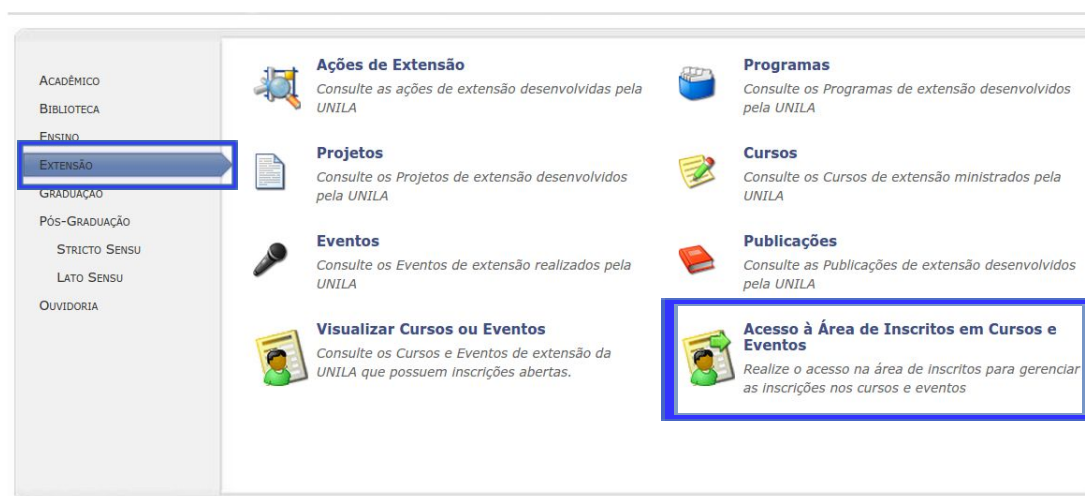 Acadêmico
Biblioteca
Ensino
Extensão
Graduação
Pós-Graduação
Stricto Sensu
Lato Sensu
Ouvidoria
Ações de Extensão
Consulte as ações de extensão desenvolvidas pela
UNILA
Programas
Consulte os Programas de extensão desenvolvidos
pela UNILA
Projetos
Consulte os Projetos de extensão desenvolvidos
pela UNILA
Cursos
Consulte os Cursos de extensão ministrados pela
UNILA
Eventos
Consulte os Eventos de extensão realizados pela
UNILA
Publicações
Consulte as Publicações de extensão desenvolvidos
pela UNILA
Visualizar Cursos ou Eventos
Consulte os Cursos e Eventos de extensão da
UNILA que possuem inscrições abertas.
Acesso à Área de Inscritos em Cursos e
Eventos
Realize o acesso na área de inscritos para gerenciar
as inscrições nos cursos e eventos